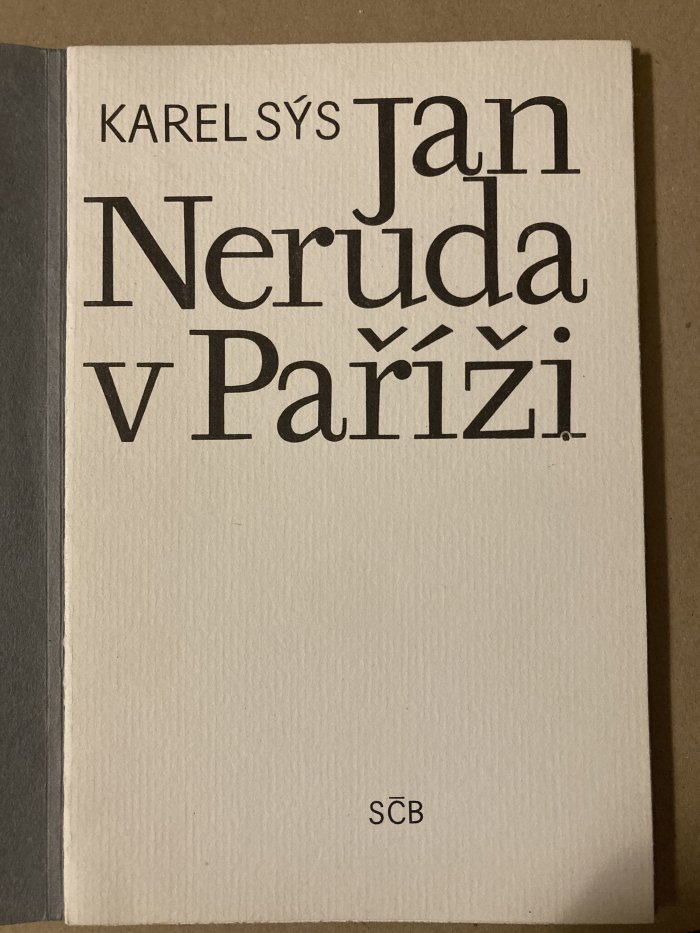 KAREL SÝS Jan
Neruda
v Paříži
SČB